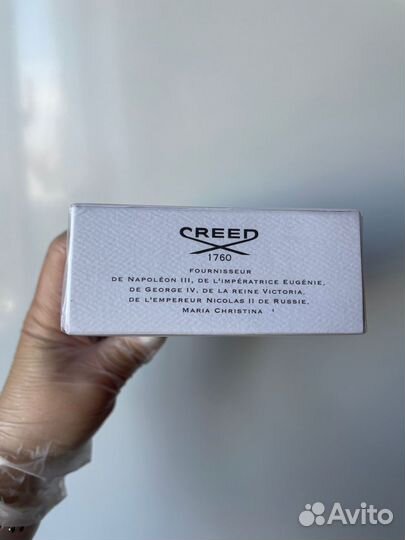 CREED
1760
FOURNISSEUR
DE NAPOLÉON III, DE L'IMPÉRATRICE EUGÉNIE,
DE GEORGE IV, DE LA REINE VICTORIA,
DE L'EMPEREUR NICOLAS II DE RUSSIE,
MARIA CHRISTINA
Avito